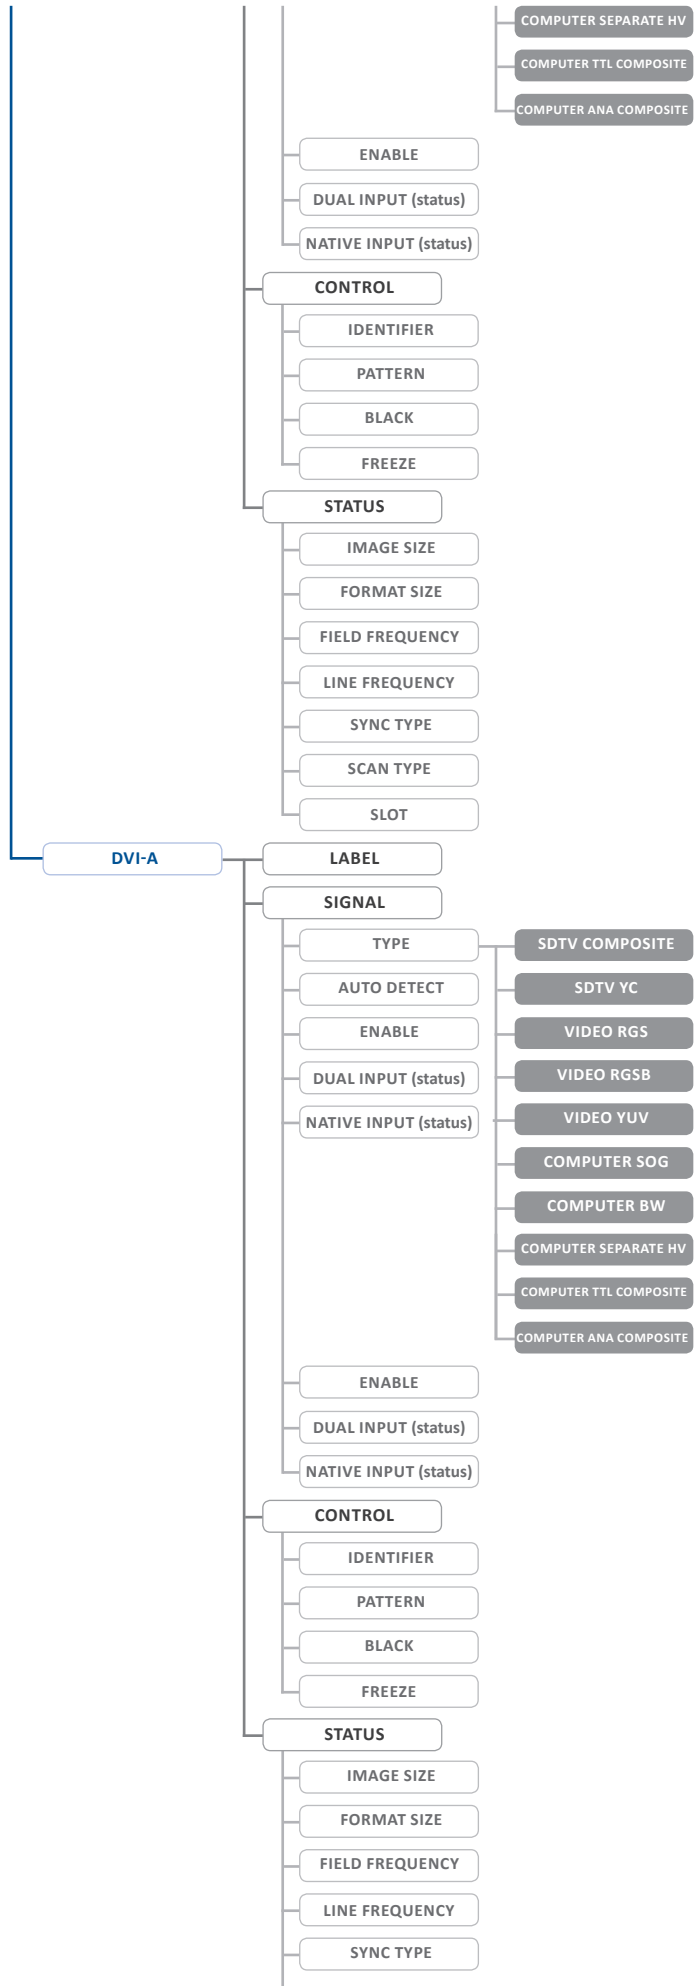 COMPUTER SEPARATE HV
COMPUTER TTL COMPOSITE
COMPUTER ANA COMPOSITE
ENABLE
DUAL INPUT (status)
NATIVE INPUT (status)
CONTROL
IDENTIFIER
PATTERN
BLACK
FREEZE
STATUS
IMAGE SIZE
FORMAT SIZE
FIELD FREQUENCY
LINE FREQUENCY
SYNC TYPE
SCAN TYPE
SLOT
DVI-A
LABEL
SIGNAL
TYPE
SDTV COMPOSITE
AUTO DETECT
SDTV YC
ENABLE
VIDEO RGS
DUAL INPUT (status)
VIDEO RGSB
NATIVE INPUT (status)
VIDEO YUV
COMPUTER SOG
COMPUTER BW
COMPUTER SEPARATE HV
COMPUTER TTL COMPOSITE
COMPUTER ANA COMPOSITE
ENABLE
DUAL INPUT (status)
NATIVE INPUT (status)
CONTROL
IDENTIFIER
PATTERN
BLACK
FREEZE
STATUS
IMAGE SIZE
FORMAT SIZE
FIELD FREQUENCY
LINE FREQUENCY
SYNC TYPE